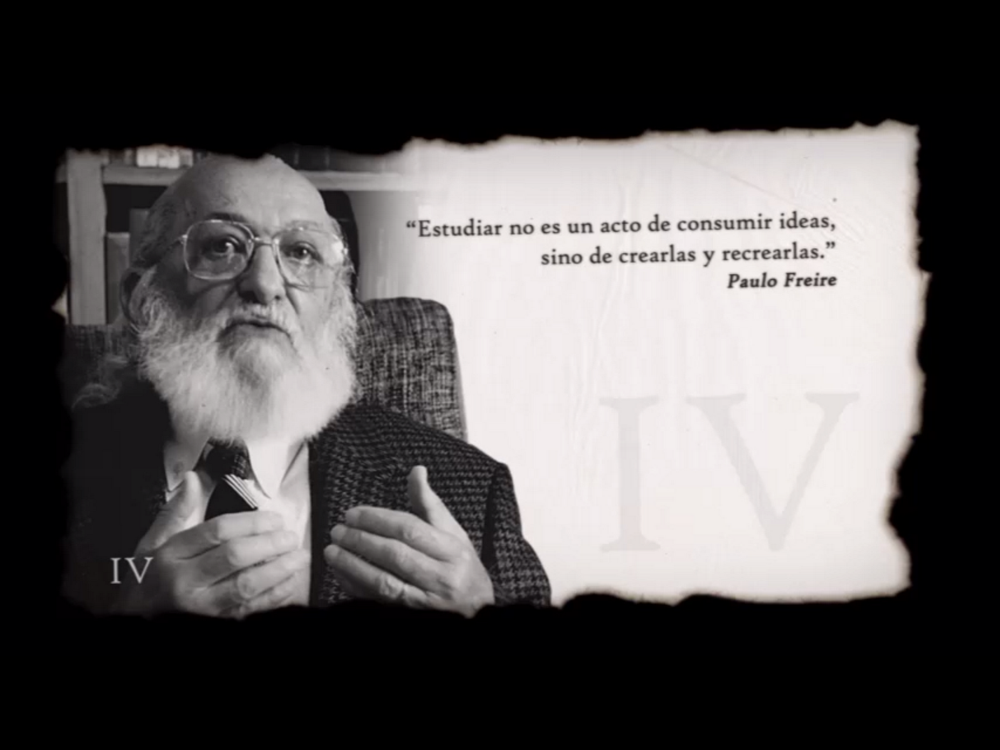 “Estudiar no es un acto de consumir ideas,
sino de crearlas y recrearlas.”
Paulo Freire
IV
IV